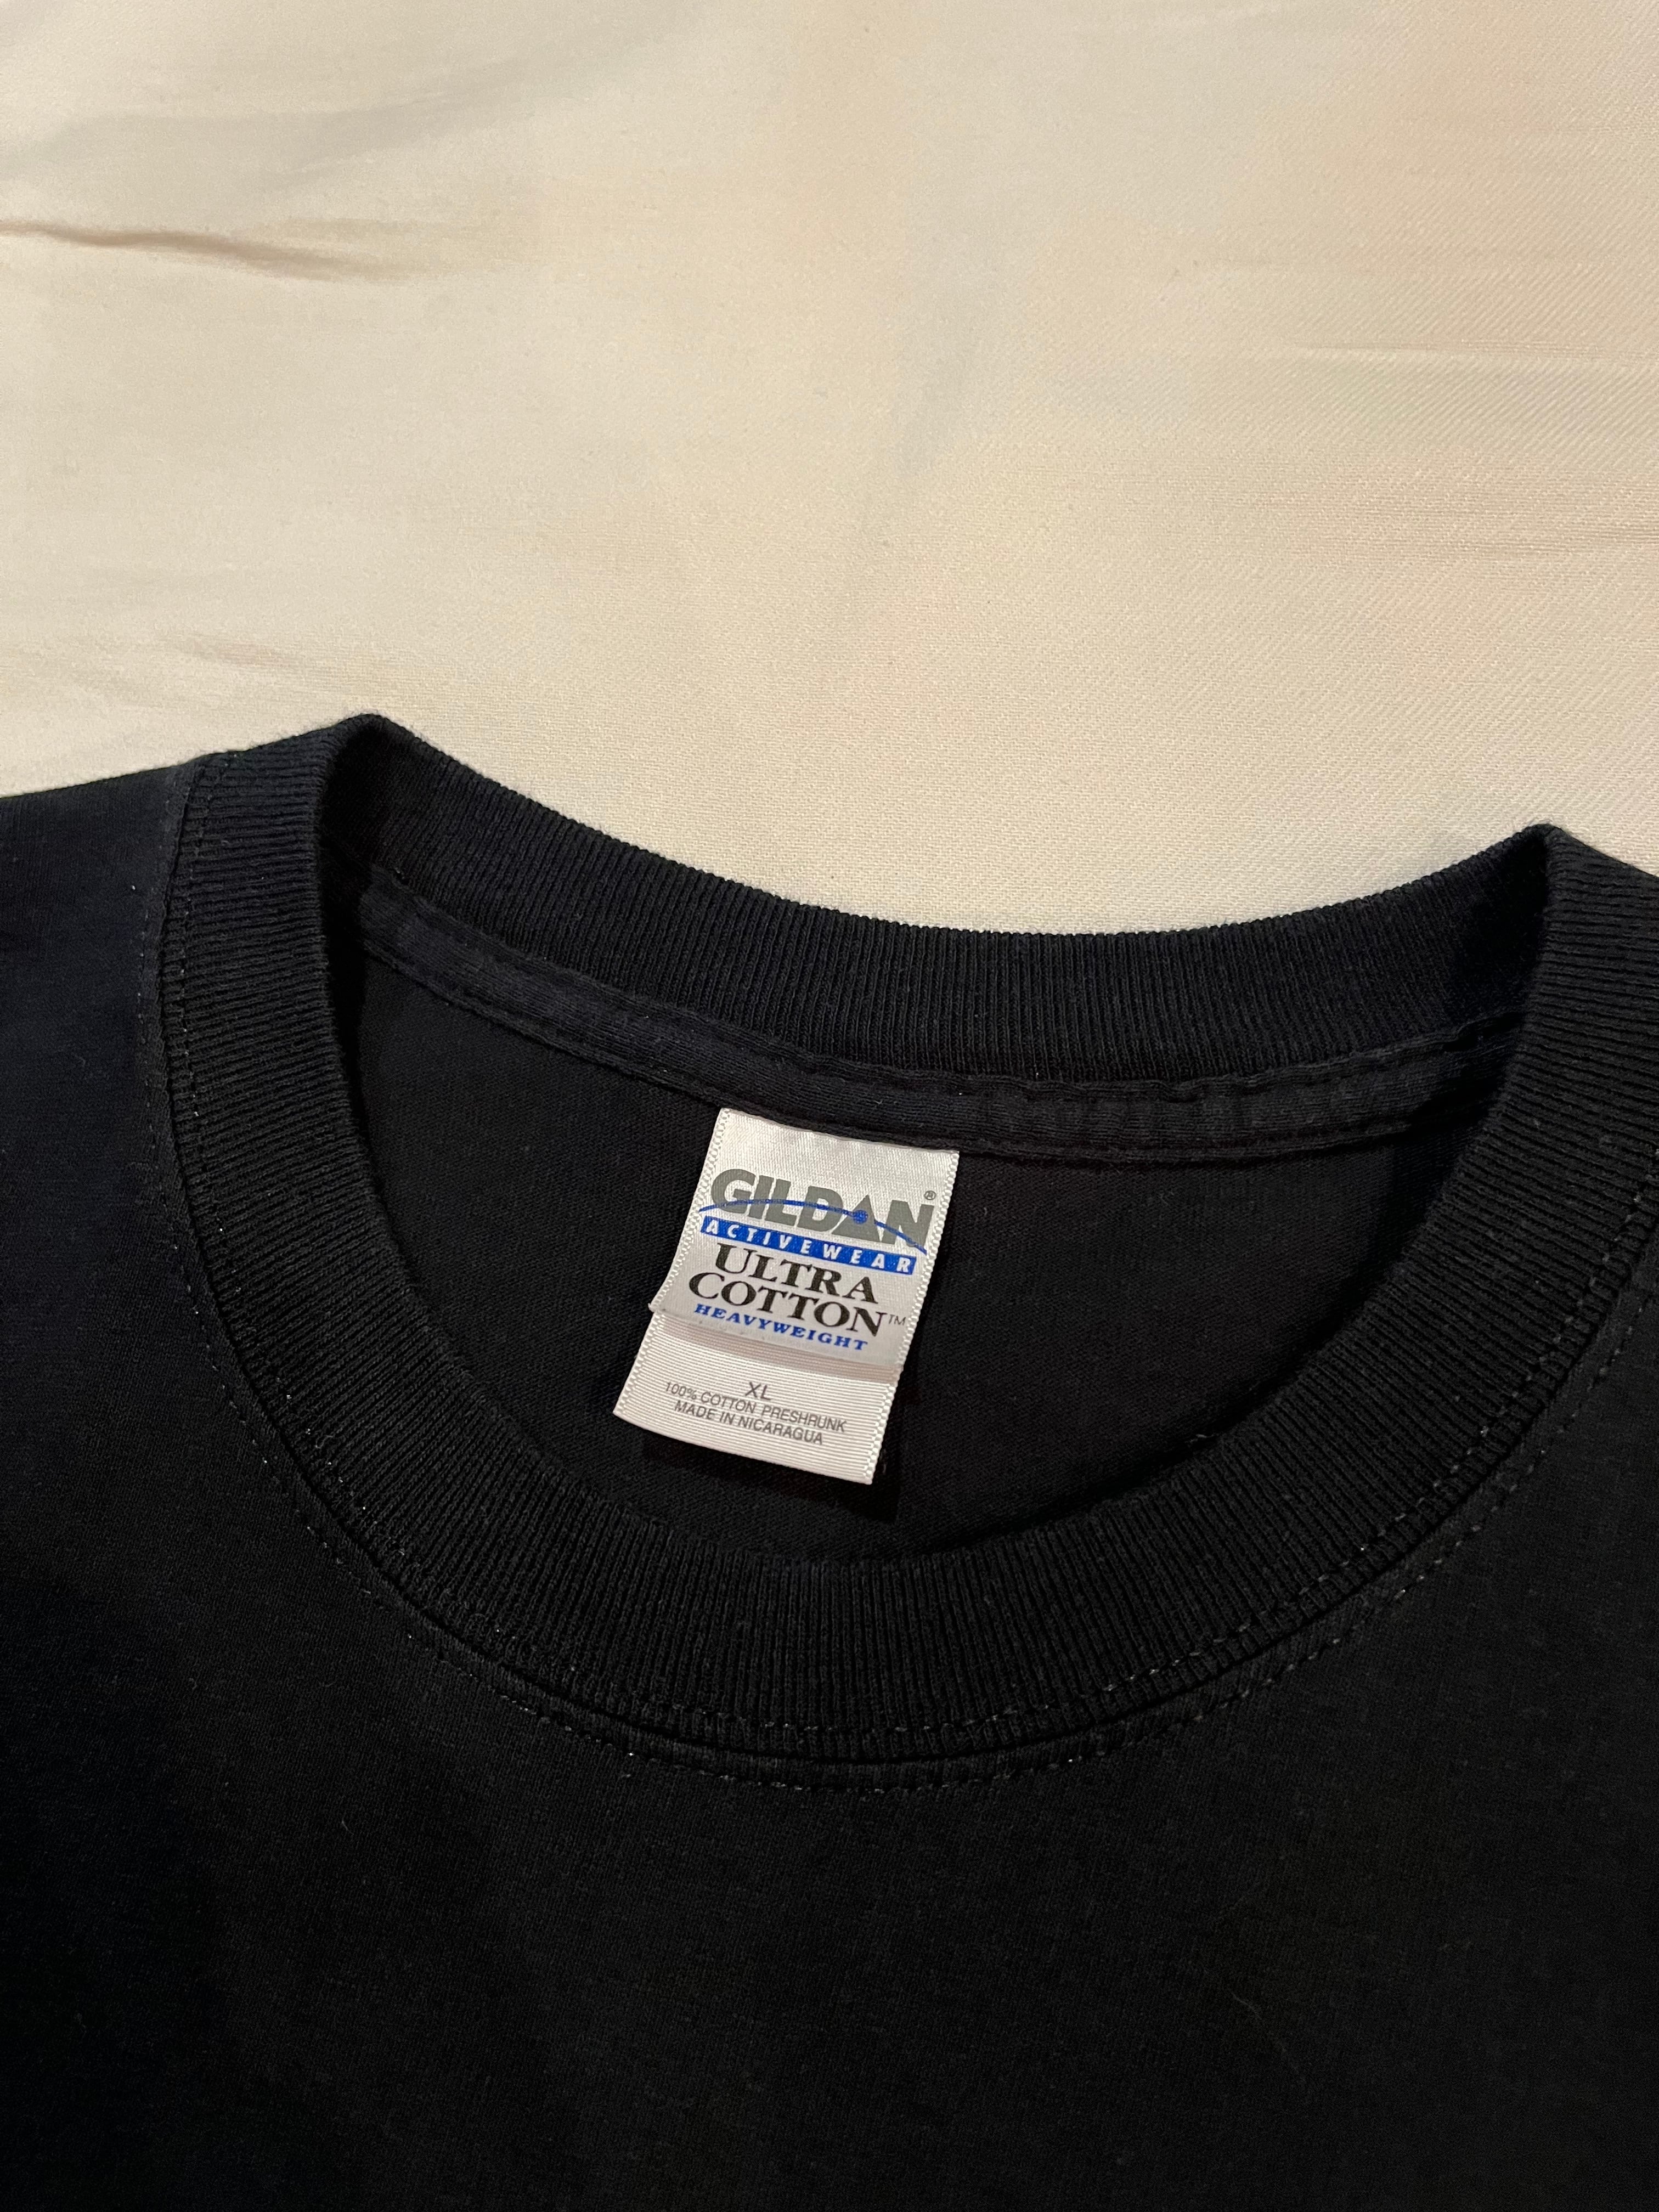 GILDAN®
ACTIVEWEAR
ULTRA
COTTON™
HEAVYWEIGHT
XL
100% COTTON PRESHRUNK
MADE IN NICARAGUA